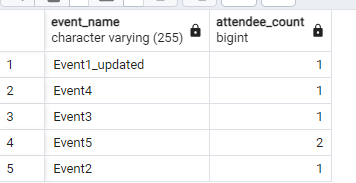 event_name attendee_count
character varying (255) bigint
1 Event1_updated 1
2 Event4 1
3 Event3 1
4 Event5 2
5 Event2 1